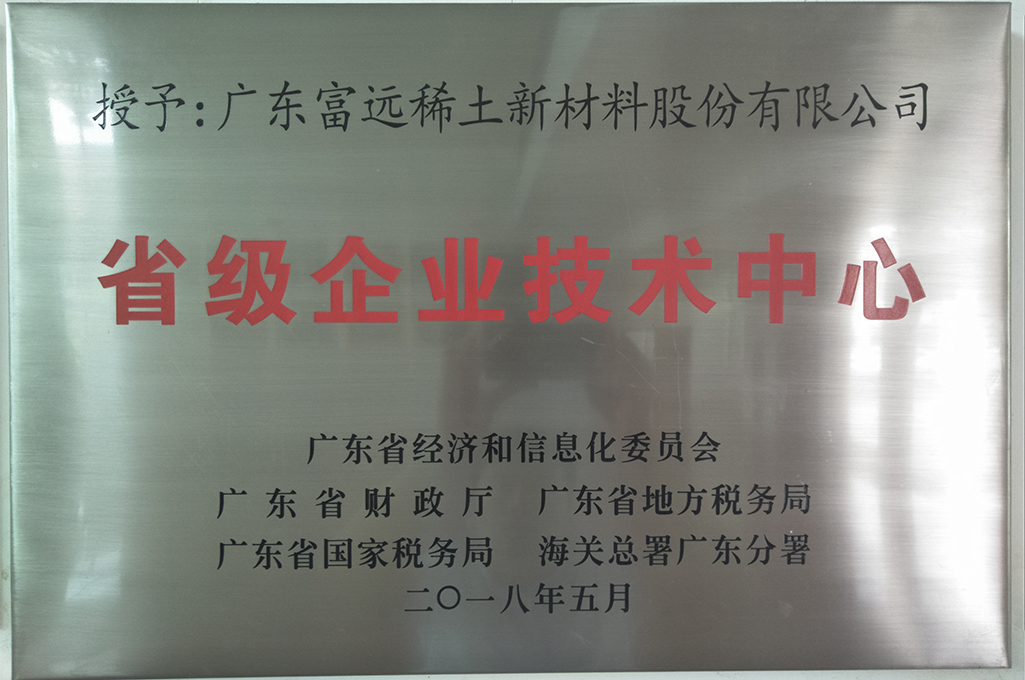 授予:广东富远稀土新材料股份有限公司
省级企业技术中心
广东省经济和信息化委员会
广东省财政厅 广东省地方税务局
广东省国家税务局 海关总署广东分署
二〇一八年五月